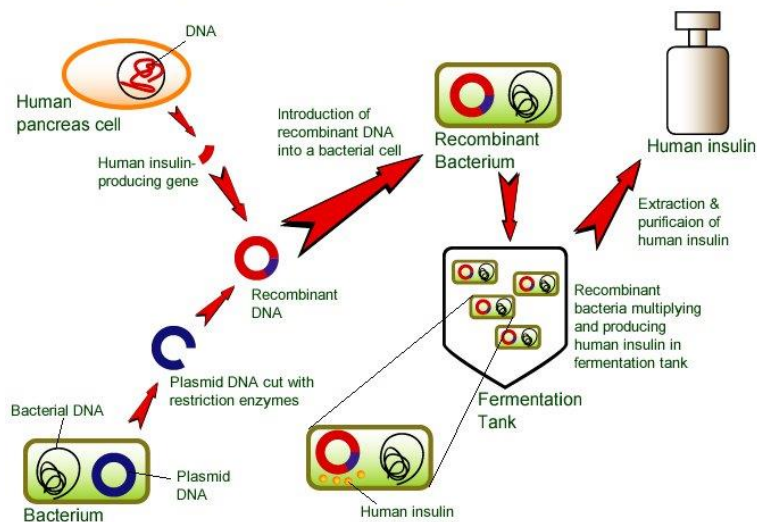 DNA
Human
pancreas cell
Human insulin-
producing gene
Introduction of
recombinant DNA
into a bacterial cell
Recombinant
Bacterium
Human insulin
Extraction &
purificaion of
human insulin
Recombinant
DNA
Recombinant
bacteria multiplying
and producing
human insulin in
fermentation tank
Plasmid DNA cut with
restriction enzymes
Fermentation
Tank
Bacterial DNA
Plasmid
DNA
Bacterium
Human insulin